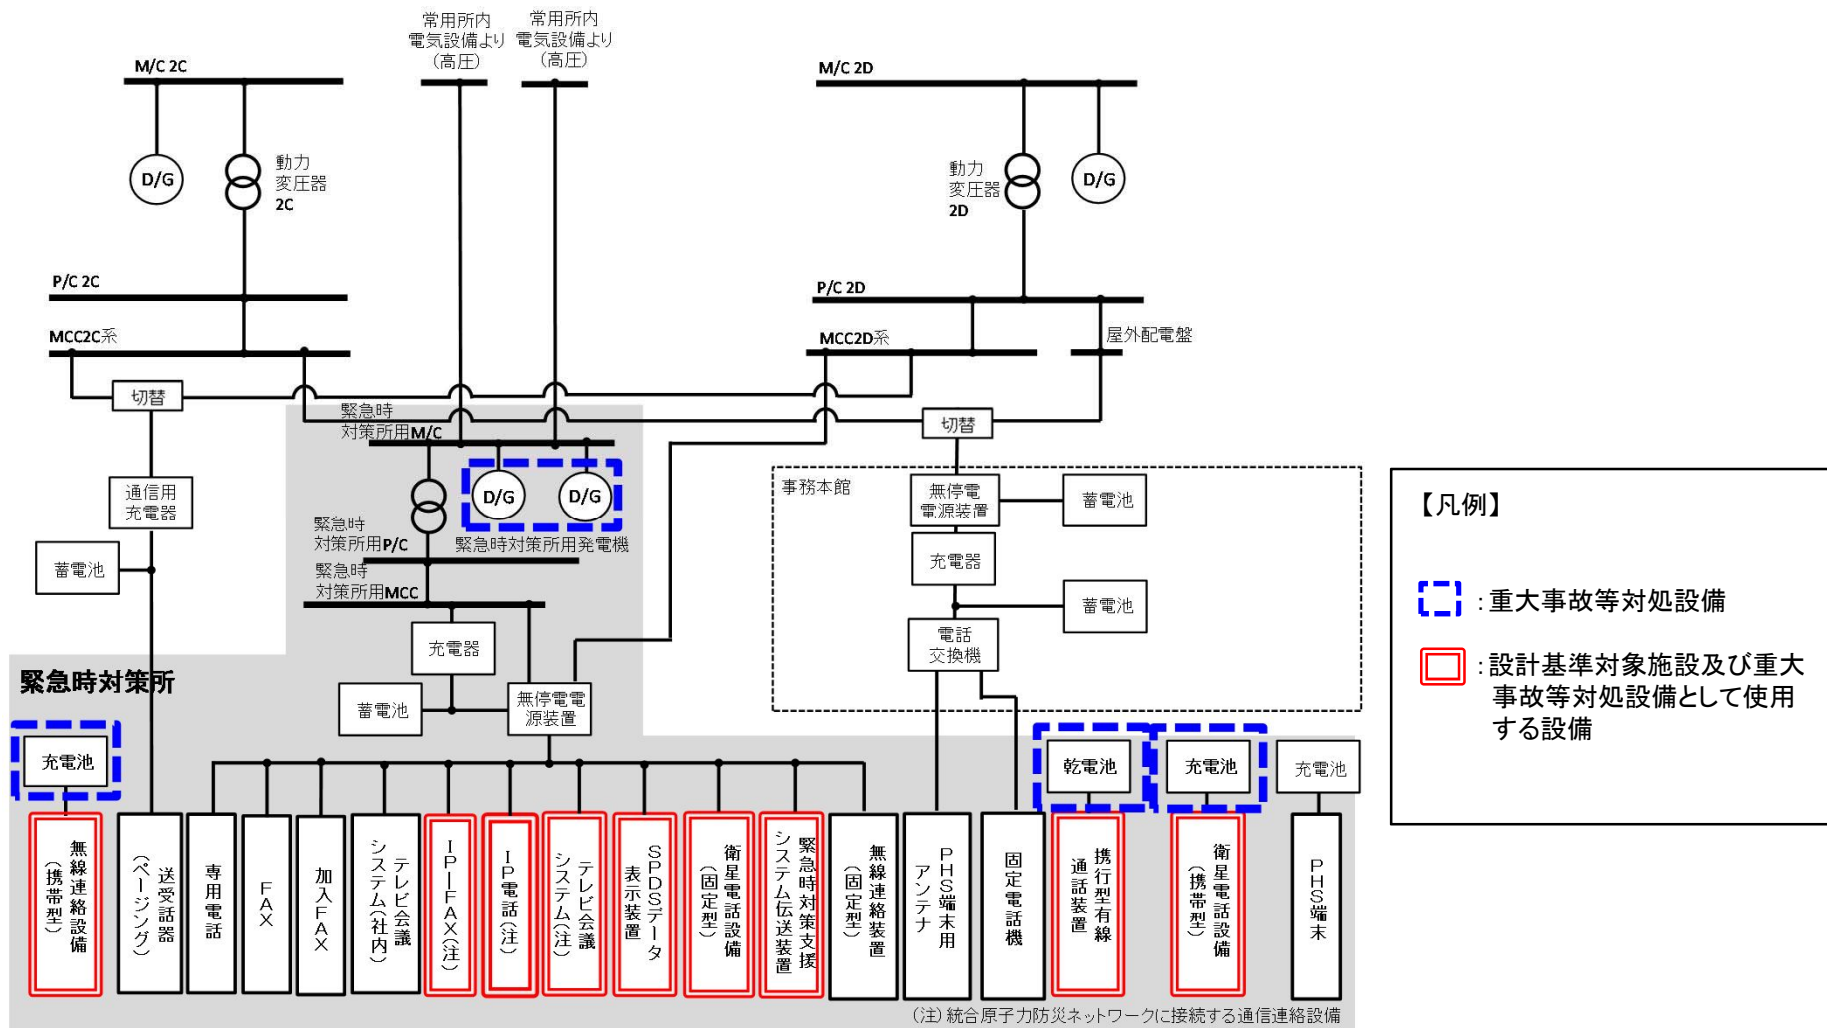 常用所内
電気設備より
(高圧)
常用所内
電気設備より
(高圧)
M/C 2C
M/C 2D
D/G
動力
変圧器
2C
動力
変圧器
2D
D/G
P/C 2C
P/C 2D
MCC2C系
MCC2D系
屋外配電盤
切替
緊急時
対策所用M/C
切替
通信用
充電器
D/G
D/G
緊急時対策所用発電機
緊急時
対策所用P/C
事務本館
無停電
電源装置
蓄電池
蓄電池
緊急時
対策所用MCC
充電器
蓄電池
充電器
電話
交換機
緊急時対策所
蓄電池
無停電電
源装置
充電池
乾電池
充電池
充電池
無線連絡設備
(携帯型)
送受話器
(ページング)
専用電話
FAX
加入FAX
テレビ会議
システム(社内)
IP-FAX(注)
IP電話(注)
テレビ会議
システム(注)
SPDSデータ
表示装置
衛星電話設備
(固定型)
緊急時対策支援
システム伝送装置
無線連絡装置
(固定型)
PHS端末用
アンテナ
固定電話機
携行型有線
通話装置
衛星電話設備
(携帯型)
PHS端末
(注)統合原子力防災ネットワークに接続する通信連絡設備
【凡例】
:重大事故等対処設備
:設計基準対象施設及び重大
事故等対処設備として使用
する設備